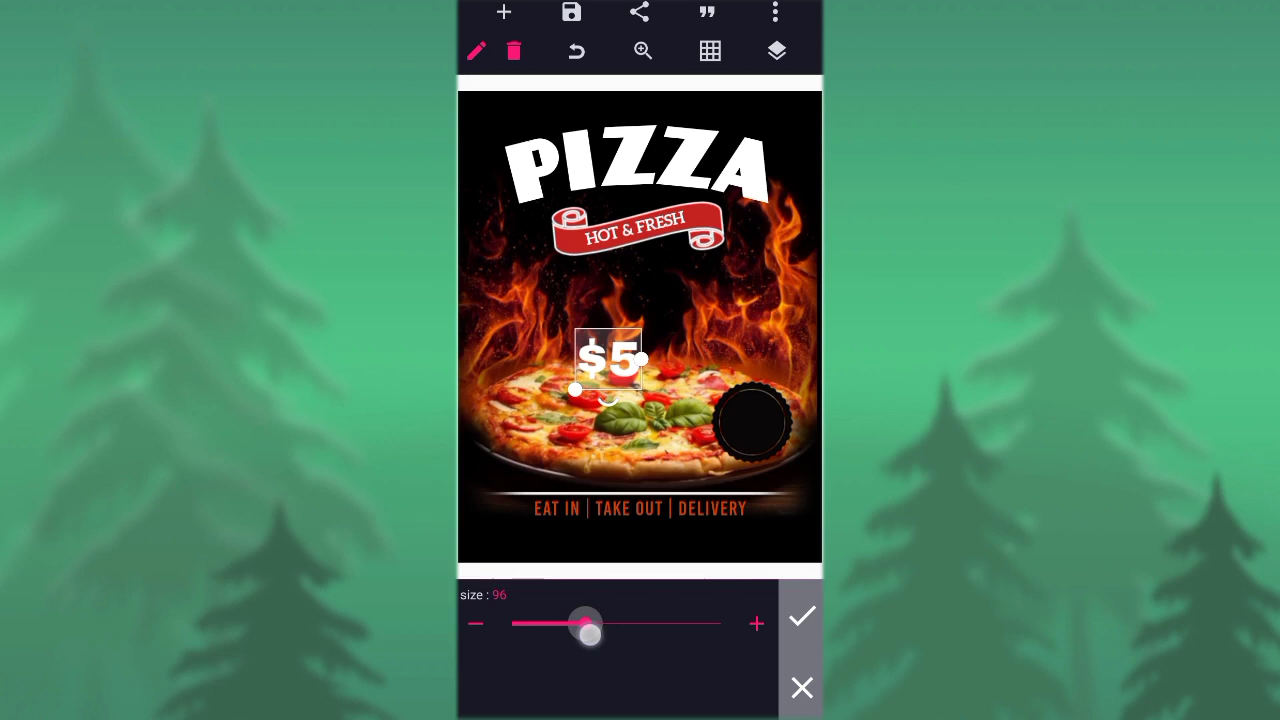 PIZZA
HOT & FRESH
$5
EAT IN | TAKE OUT | DELIVERY
size : 96